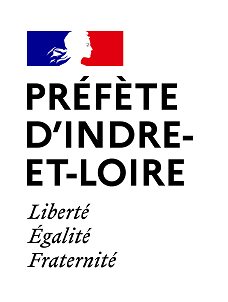 PRÉFÈTE
D'INDRE-
ET-LOIRE
Liberté
Égalité
Fraternité